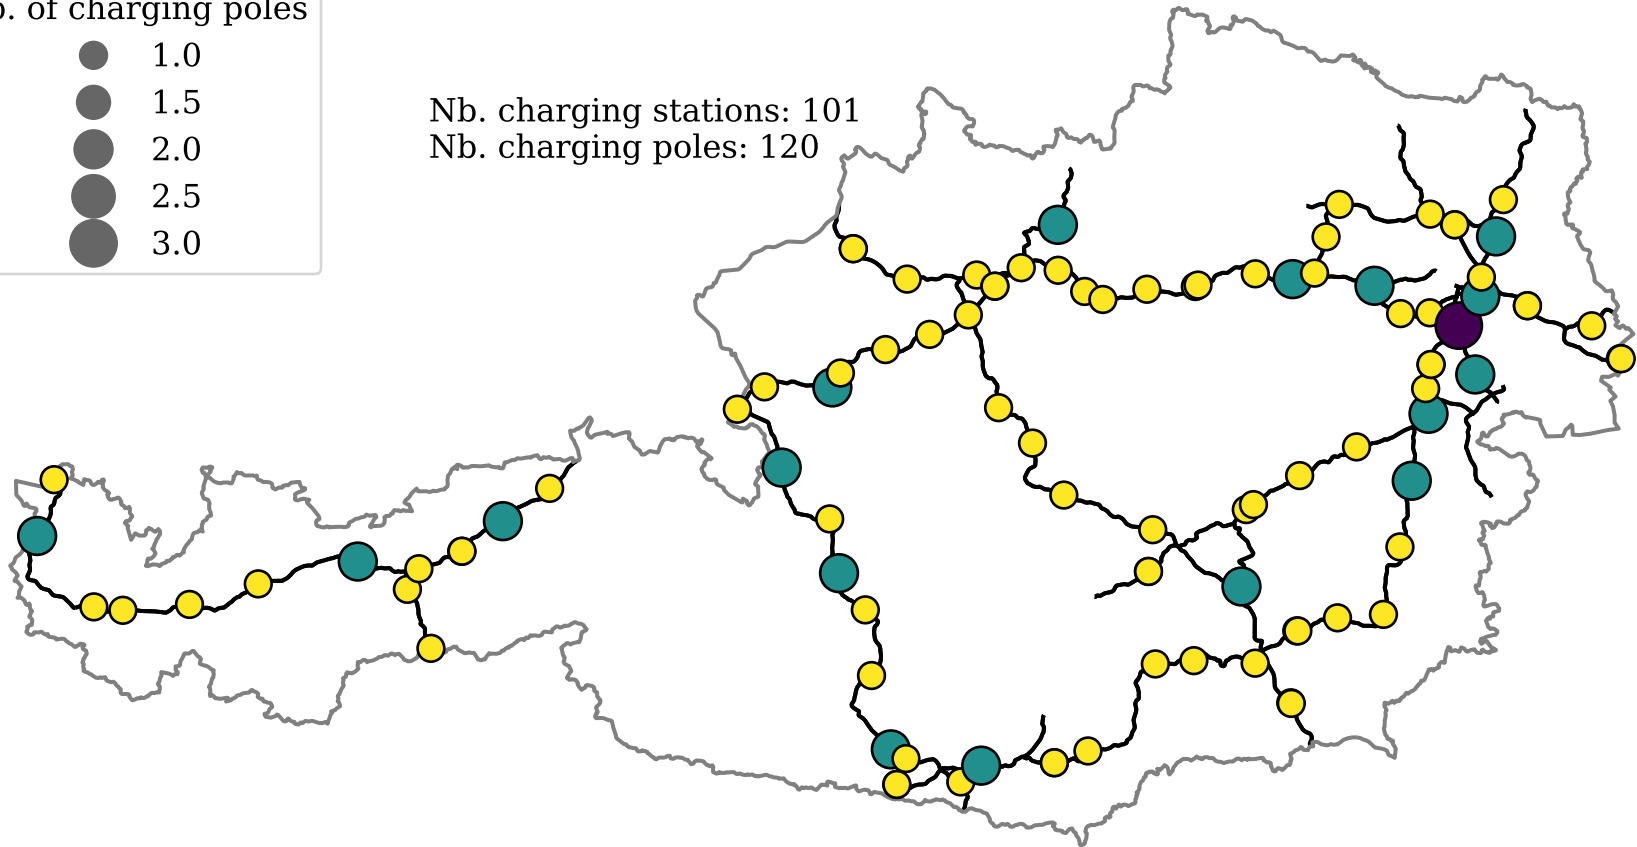 . of charging poles
1.0
1.5
2.0
2.5
3.0
Nb. charging stations: 101
Nb. charging poles: 120